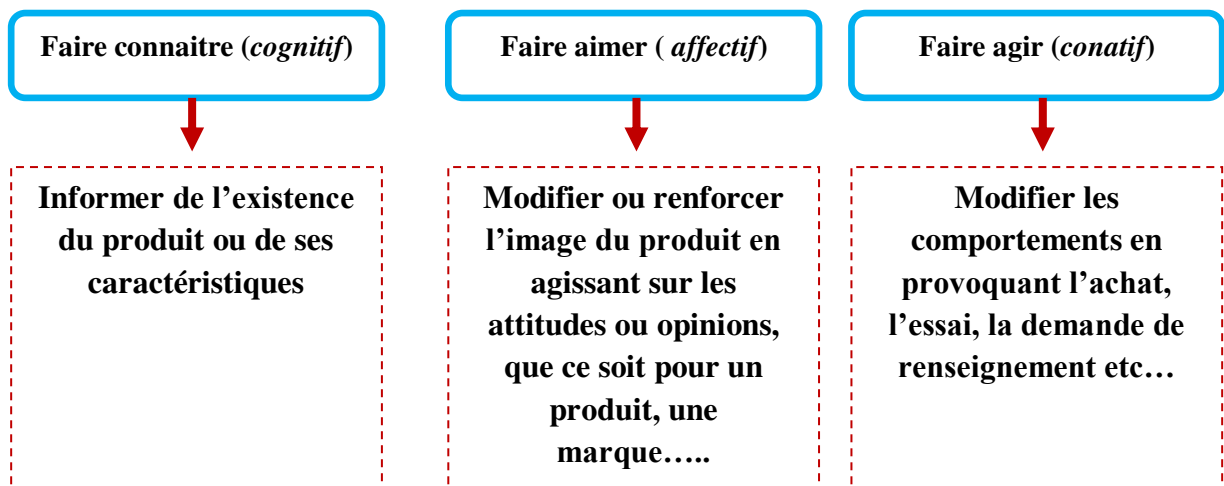 Faire connaitre (cognitif)
Informer de l’existence
du produit ou de ses
caractéristiques
Faire aimer ( affectif)
Modifier ou renforcer
l’image du produit en
agissant sur les
attitudes ou opinions,
que ce soit pour un
produit, une
marque…..
Faire agir (conatif)
Modifier les
comportements en
provoquant l’achat,
l’essai, la demande de
renseignement etc…